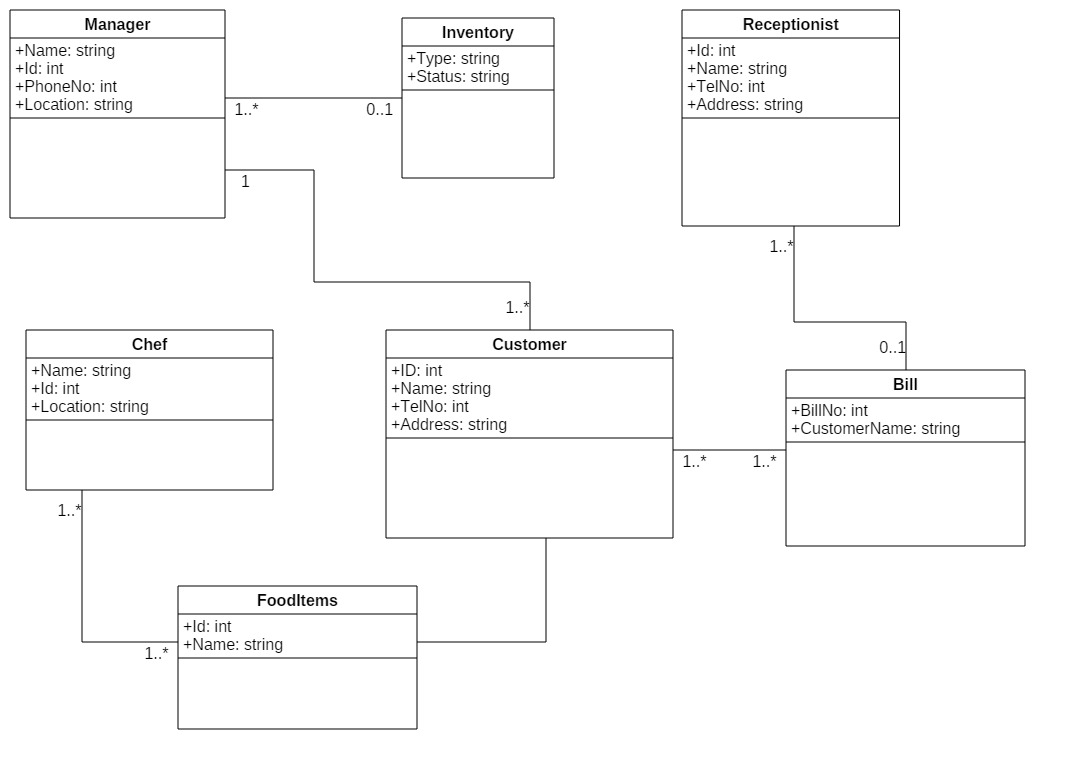 Manager
+Name: string
+Id: int
+PhoneNo: int
+Location: string
Inventory
+Type: string
+Status: string
Receptionist
+Id: int
+Name: string
+TelNo: int
+Address: string
1..*
0..1
1
1..*
1..*
0..1
Chef
+Name: string
+Id: int
+Location: string
Customer
+ID: int
+Name: string
+TelNo: int
+Address: string
Bill
+BillNo: int
+CustomerName: string
1..*
1..*
1..*
1..*
FoodItems
+Id: int
+Name: string